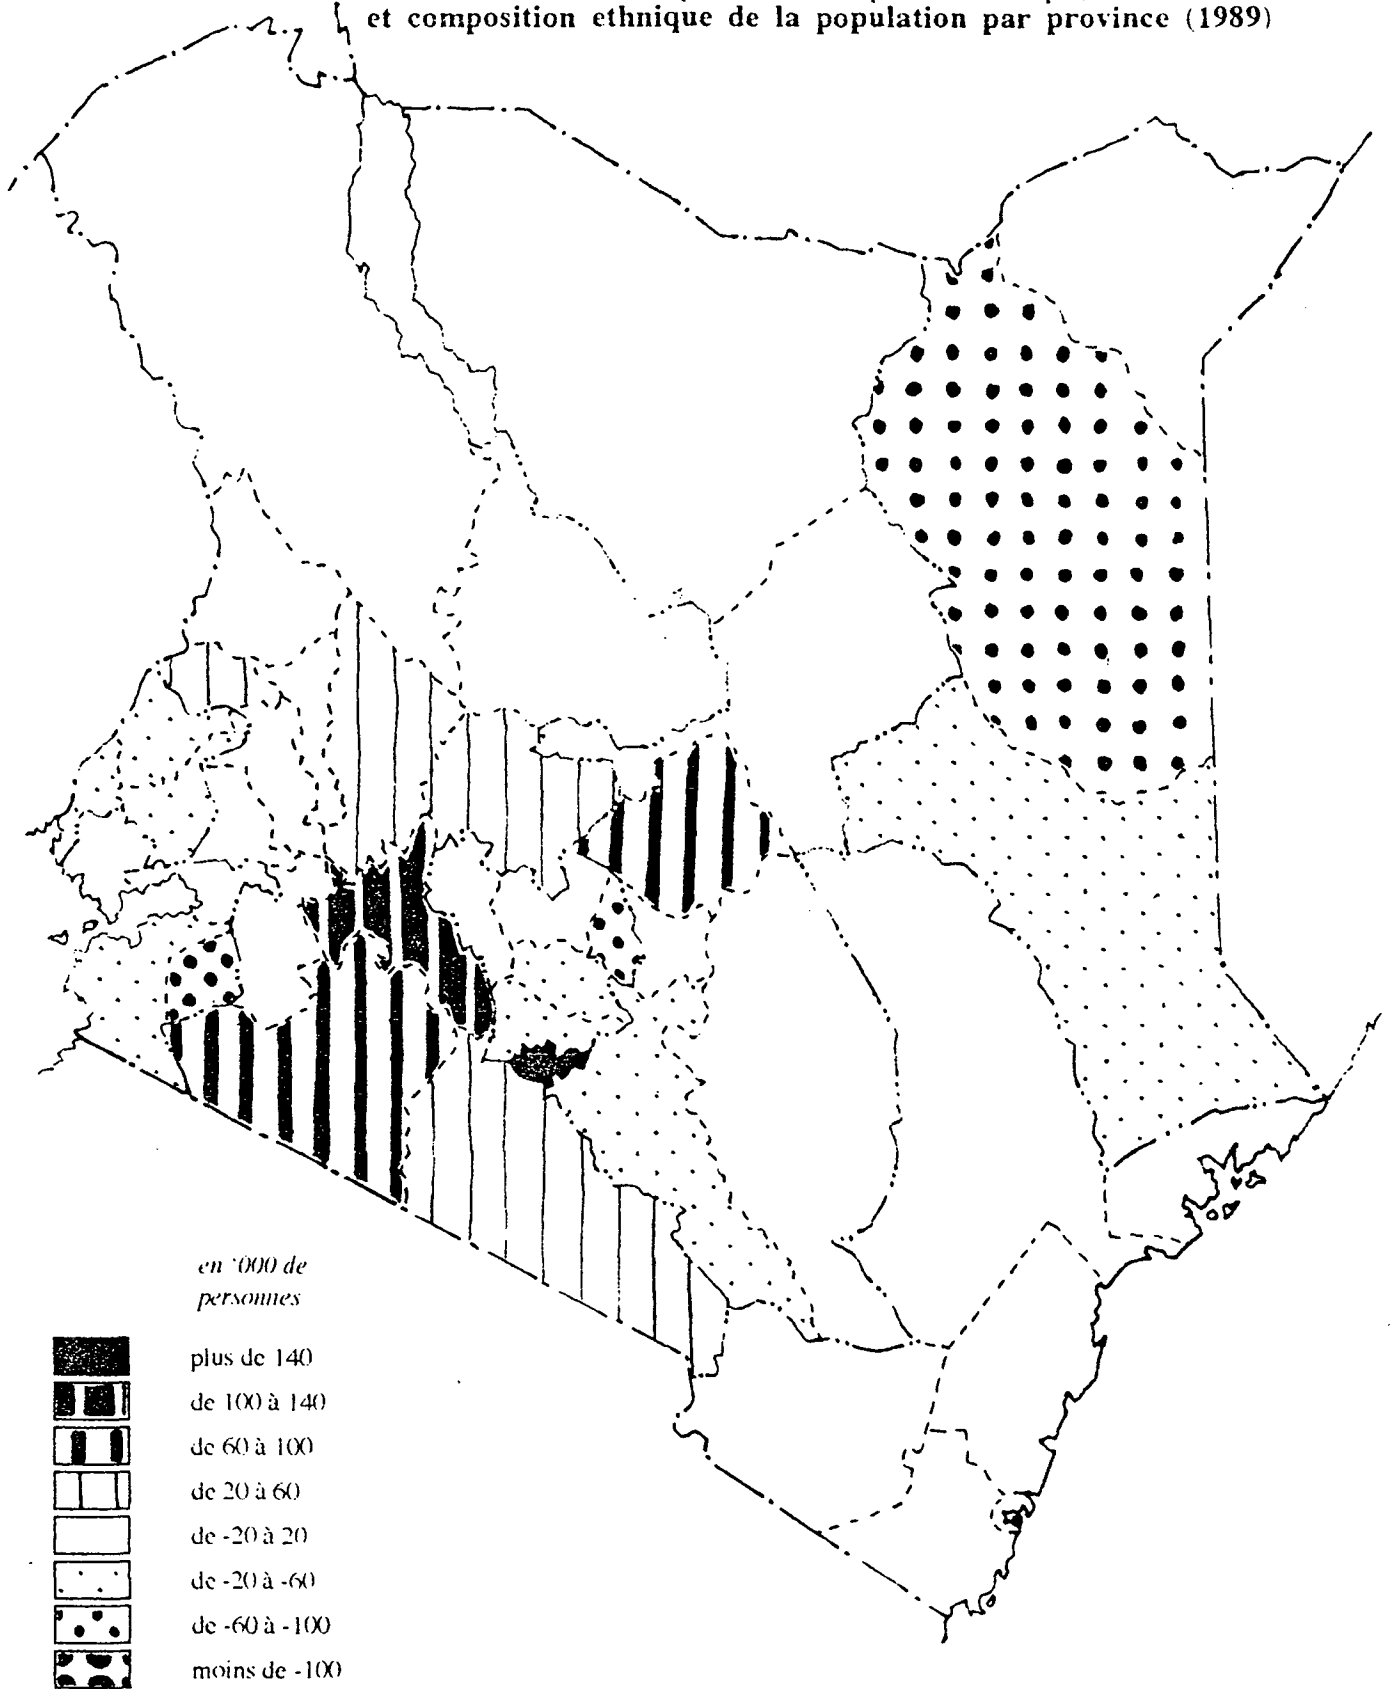 et composition ethnique de la population par province (1989)
en '000 de
personnes
plus de 140
de 100 à 140
de 60 à 100
de 20 à 60
de -20 à 20
de -20 à -60
de -60 à -100
moins de -100